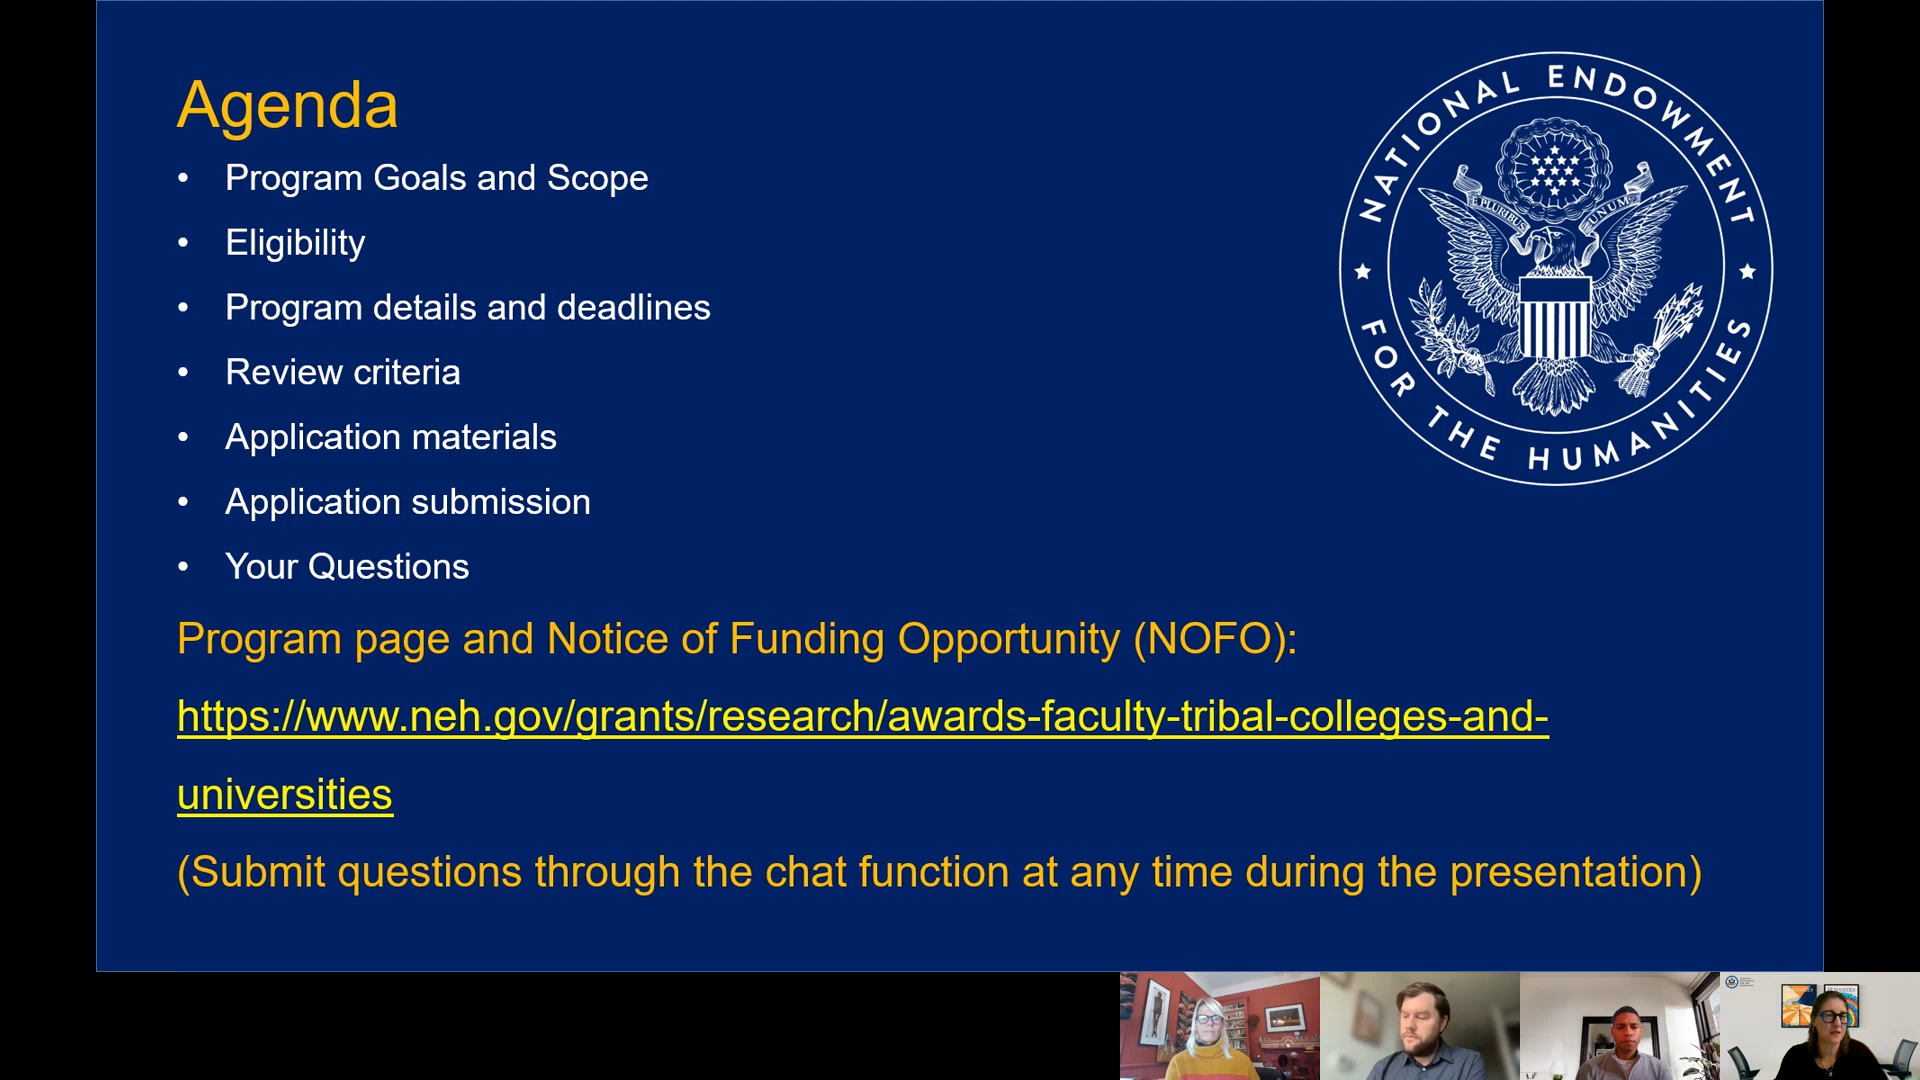 Agenda
• Program Goals and Scope
• Eligibility
• Program details and deadlines
• Review criteria
• Application materials
• Application submission
• Your Questions
Program page and Notice of Funding Opportunity (NOFO):
https://www.neh.gov/grants/research/awards-faculty-tribal-colleges-and-
universities
(Submit questions through the chat function at any time during the presentation)
NATIONAL ENDOWMENT
FOR THE HUMANITIES
E PLURIBUS
UNUM